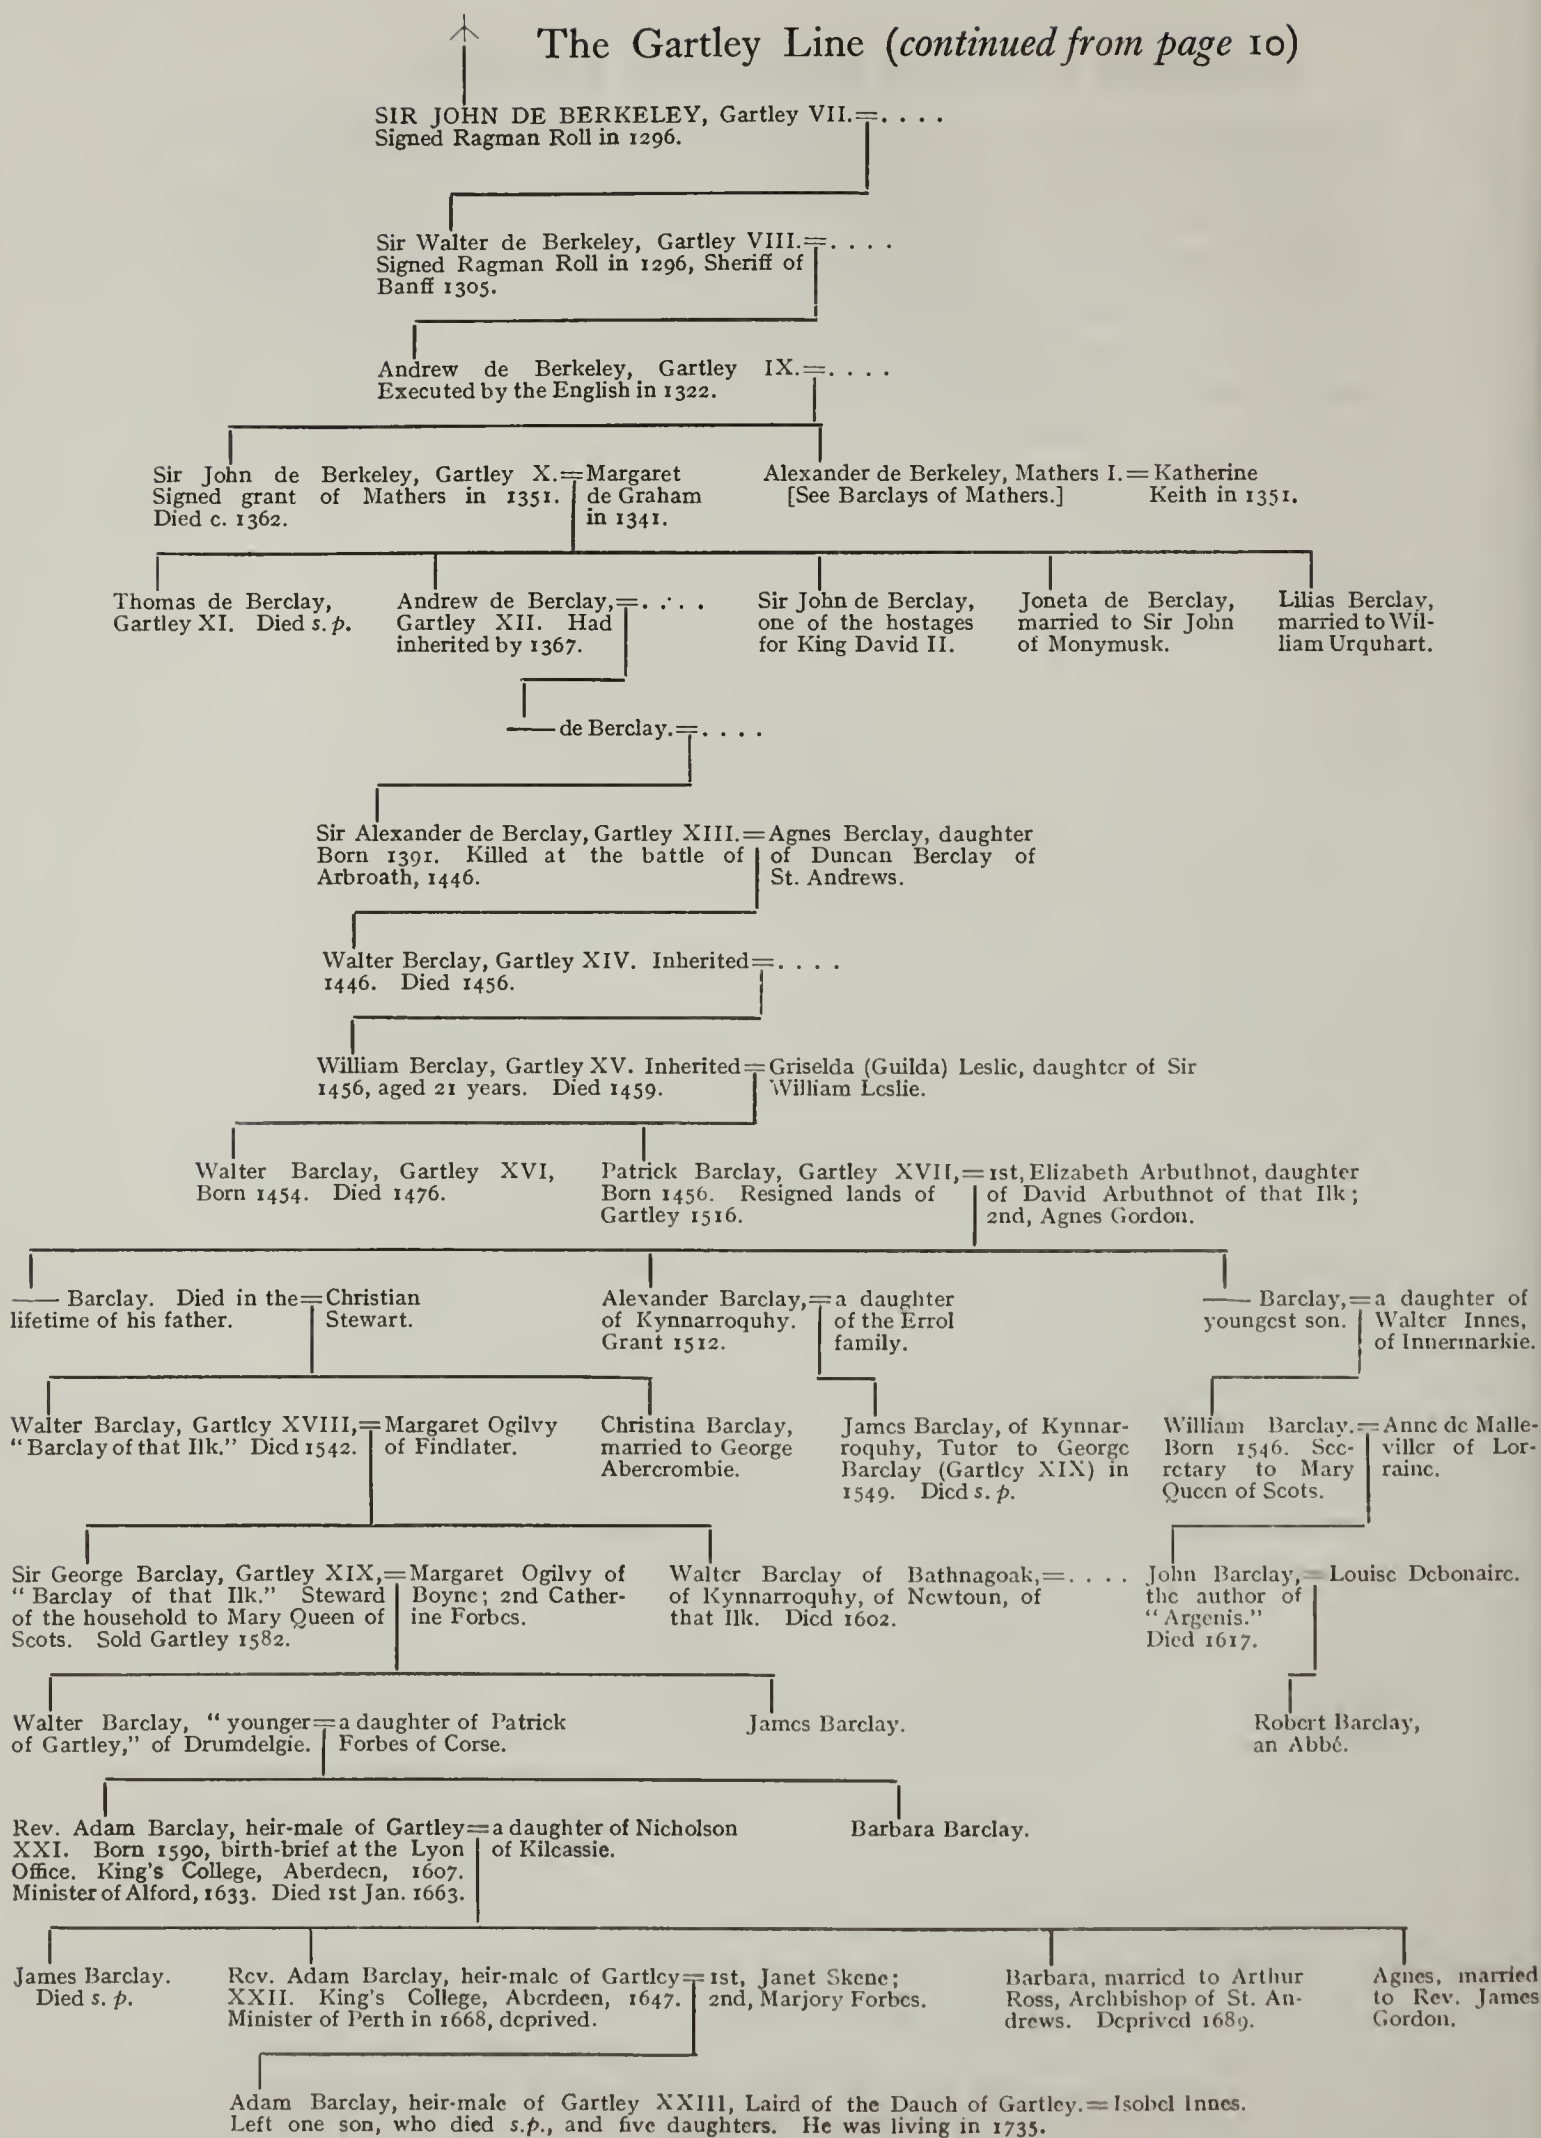 The Gartley Line (continued from page 10)
SIR JOHN DE BERKELEY, Gartley VII.=. . . .
Signed Ragman Roll in 1296.
Sir Walter de Berkeley, Gartley VIII.=. . . .
Signed Ragman Roll in 1296, Sheriff of
Banff 1305.
Andrew de Berkeley, Gartley IX.=. . . .
Executed by the English in 1322.
Sir John de Berkeley, Gartley X.=Margaret
Signed grant of Mathers in 1351. de Graham
Died c. 1362. in 1341.
Alexander de Berkeley, Mathers I.=Katherine
[See Barclays of Mathers.] Keith in 1351.
Thomas de Berclay,
Gartley XI. Died s. p.
Andrew de Berclay,=. . . .
Gartley XII. Had
inherited by 1367.
Sir John de Berclay,
one of the hostages
for King David II.
Joneta de Berclay,
married to Sir John
of Monymusk.
Lilias Berclay,
married to Wil-
liam Urquhart.
—— de Berclay.=. . . .
Sir Alexander de Berclay, Gartley XIII.=Agnes Berclay, daughter
Born 1391. Killed at the battle of of Duncan Berclay of
Arbroath, 1446. St. Andrews.
Walter Berclay, Gartley XIV. Inherited=. . . .
1446. Died 1456.
William Berclay, Gartley XV. Inherited=Griselda (Guilda) Leslie, daughter of Sir
1456, aged 21 years. Died 1459. William Leslie.
Walter Barclay, Gartley XVI,
Born 1454. Died 1476.
Patrick Barclay, Gartley XVII,=1st, Elizabeth Arbuthnot, daughter
Born 1456. Resigned lands of of David Arbuthnot of that Ilk;
Gartley 1516. 2nd, Agnes Gordon.
—— Barclay. Died in the=Christian
lifetime of his father. Stewart.
Alexander Barclay,=a daughter
of Kynnarroquhy. of the Errol
Grant 1512. family.
—— Barclay,=a daughter of
youngest son. Walter Innes,
of Innermarkie.
Walter Barclay, Gartley XVIII,=Margaret Ogilvy
"Barclay of that Ilk." Died 1542. of Findlater.
Christina Barclay,
married to George
Abercrombie.
James Barclay, of Kynnar-
roquhy, Tutor to George
Barclay (Gartley XIX) in
1549. Died s. p.
William Barclay.=Anne de Malle-
Born 1546. Sec- viller of Lor-
retary to Mary raine.
Queen of Scots.
Sir George Barclay, Gartley XIX,=Margaret Ogilvy of
"Barclay of that Ilk." Steward Boyne; 2nd Cather-
of the household to Mary Queen of ine Forbes.
Scots. Sold Gartley 1582.
Walter Barclay of Bathnagoak,=. . . .
of Kynnarroquhy, of Newtoun, of
that Ilk. Died 1602.
John Barclay,=Louise Debonaire.
the author of
"Argenis."
Died 1617.
Walter Barclay, "younger=a daughter of Patrick
of Gartley," of Drumdelgie. Forbes of Corse.
James Barclay.
Robert Barclay,
an Abbé.
Rev. Adam Barclay, heir-male of Gartley=a daughter of Nicholson
XXI. Born 1590, birth-brief at the Lyon of Kilcassie.
Office. King's College, Aberdeen, 1607.
Minister of Alford, 1633. Died 1st Jan. 1663.
Barbara Barclay.
James Barclay.
Died s. p.
Rev. Adam Barclay, heir-male of Gartley=1st, Janet Skene;
XXII. King's College, Aberdeen, 1647. 2nd, Marjory Forbes.
Minister of Perth in 1668, deprived.
Barbara, married to Arthur
Ross, Archbishop of St. An-
drews. Deprived 1689.
Agnes, married
to Rev. James
Gordon.
Adam Barclay, heir-male of Gartley XXIII, Laird of the Dauch of Gartley.=Isobel Innes.
Left one son, who died s.p., and five daughters. He was living in 1735.